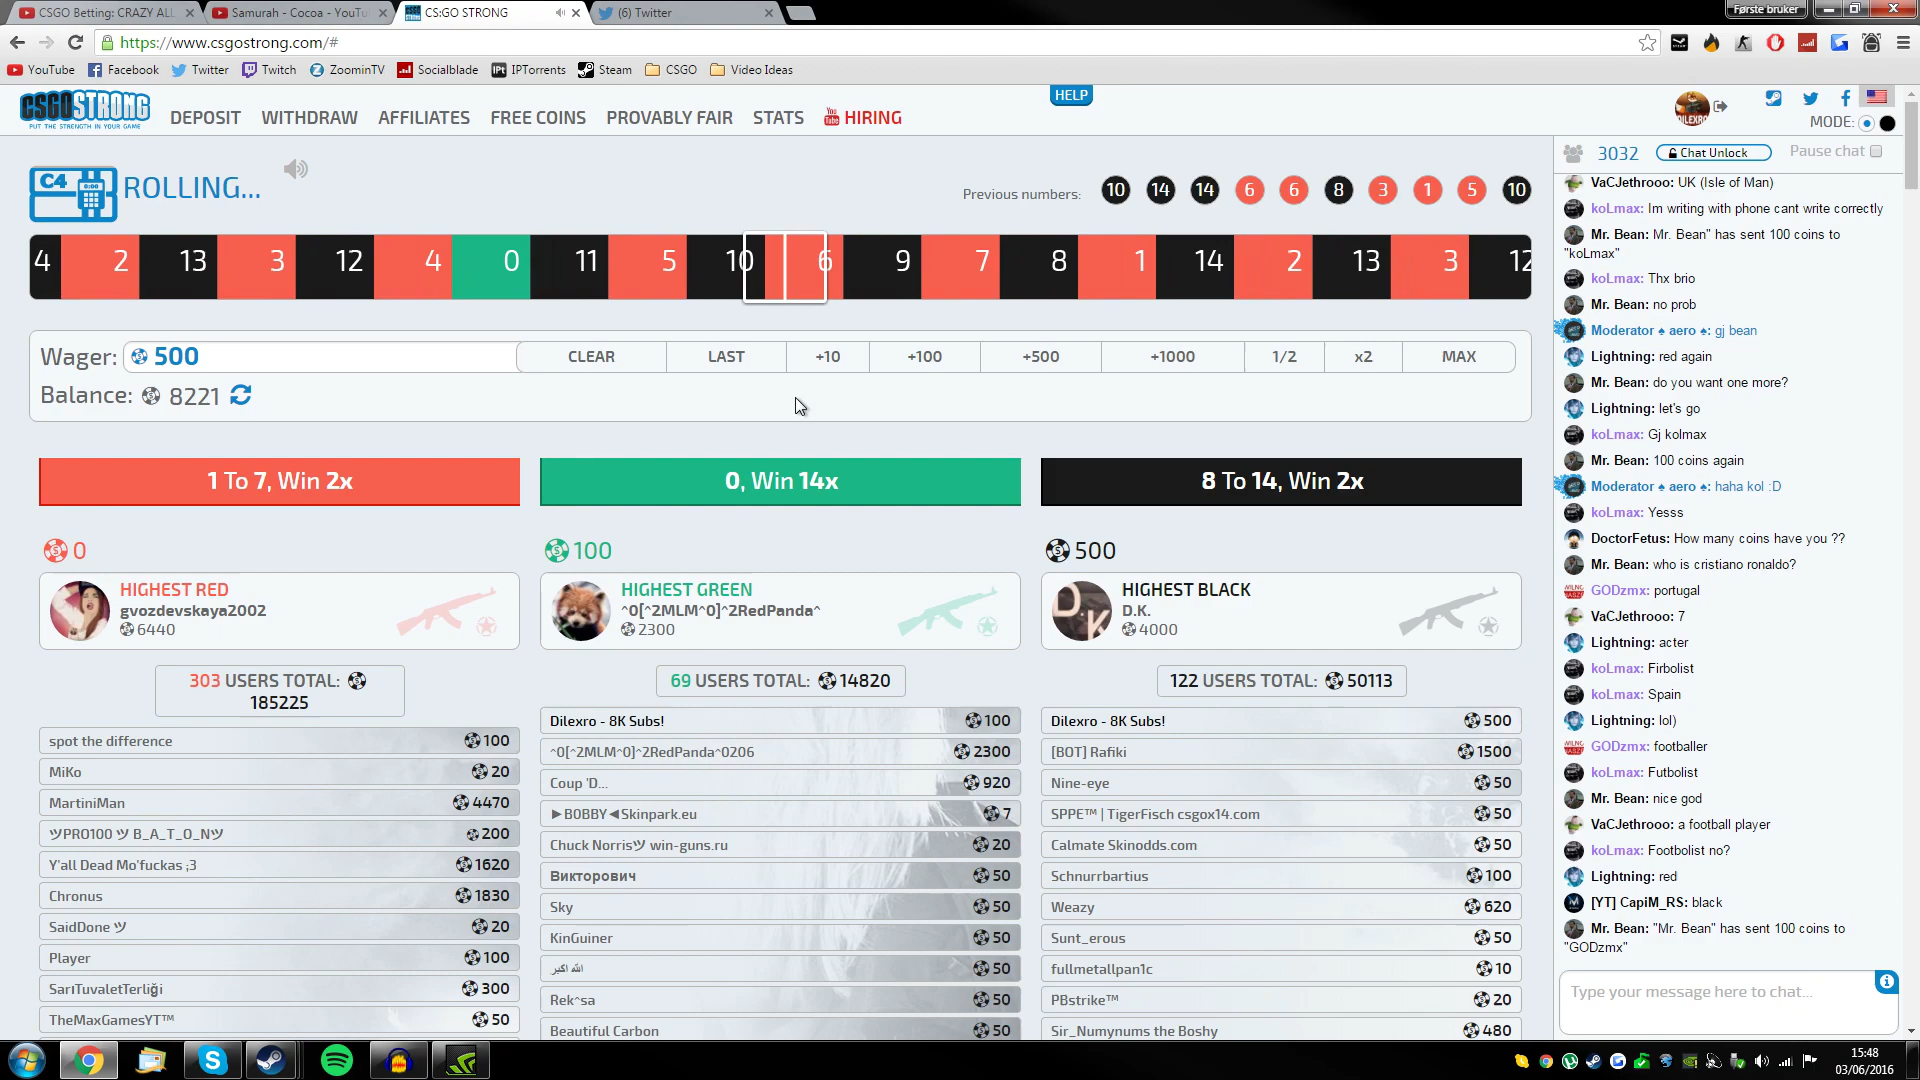 CSGO Betting: CRAZY ALL
Samurah - Cocoa - YouTu
CS:GO STRONG
(6) Twitter
Første bruker
https://www.csgostrong.com/#
YouTube
Facebook
Twitter
Twitch
ZoominTV
Socialblade
IPTorrents
Steam
CSGO
Video Ideas
CSGOSTRONG
PUT THE STRENGTH IN YOUR GAME
DEPOSIT
WITHDRAW
AFFILIATES
FREE COINS
PROVABLY FAIR
STATS
HIRING
HELP
MODE:
C4
0:00
ROLLING...
Previous numbers:
10 14 14 6 6 8 3 1 5 10
4 2 13 3 12 4 0 11 5 10 6 9 7 8 1 14 2 13 3 12
Wager: 500
CLEAR LAST +10 +100 +500 +1000 1/2 x2 MAX
Balance: 8221
1 To 7, Win 2x
0
HIGHEST RED
gvozdevskaya2002
6440
303 USERS TOTAL:
185225
spot the difference 100
MiKo 20
MartiniMan 4470
ツPRO100 ツ B_A_T_O_Nツ 200
Y'all Dead Mo'fuckas ;3 1620
Chronus 1830
SaidDone ツ 20
Player 100
SarıTuvaletTerliği 300
TheMaxGamesYT™ 50
0, Win 14x
100
HIGHEST GREEN
^0[^2MLM^0]^2RedPanda^
2300
69 USERS TOTAL: 14820
Dilexro - 8K Subs! 100
^0[^2MLM^0]^2RedPanda^0206 2300
Coup 'D... 920
►B0BBY◄Skinpark.eu 7
Chuck Norrisツ win-guns.ru 20
Викторович 50
Sky 50
KinGuiner 50
الله اكبر 50
Rek^sa 50
Beautiful Carbon 50
8 To 14, Win 2x
500
HIGHEST BLACK
D.K.
4000
122 USERS TOTAL: 50113
Dilexro - 8K Subs! 500
[BOT] Rafiki 1500
Nine-eye 50
SPPE™ | TigerFisch csgox14.com 50
Calmate Skinodds.com 50
Schnurrbartius 100
Weazy 620
Sunt_erous 50
fullmetallpan1c 10
PBstrike™ 20
Sir_Numynums the Boshy 480
3032
Chat Unlock
Pause chat
VaCJethrooo: UK (Isle of Man)
koLmax: Im writing with phone cant write correctly
Mr. Bean: Mr. Bean" has sent 100 coins to
"koLmax"
koLmax: Thx brio
Mr. Bean: no prob
Moderator ♠ aero ♠: gj bean
Lightning: red again
Mr. Bean: do you want one more?
Lightning: let's go
koLmax: Gj kolmax
Mr. Bean: 100 coins again
Moderator ♠ aero ♠: haha kol :D
koLmax: Yesss
DoctorFetus: How many coins have you ??
Mr. Bean: who is cristiano ronaldo?
GODzmx: portugal
VaCJethrooo: 7
Lightning: acter
koLmax: Firbolist
koLmax: Spain
Lightning: lol)
GODzmx: footballer
koLmax: Futbolist
Mr. Bean: nice god
VaCJethrooo: a football player
koLmax: Footbolist no?
Lightning: red
[YT] CapiM_RS: black
Mr. Bean: "Mr. Bean" has sent 100 coins to
"GODzmx"
Type your message here to chat...
15:48
03/06/2016